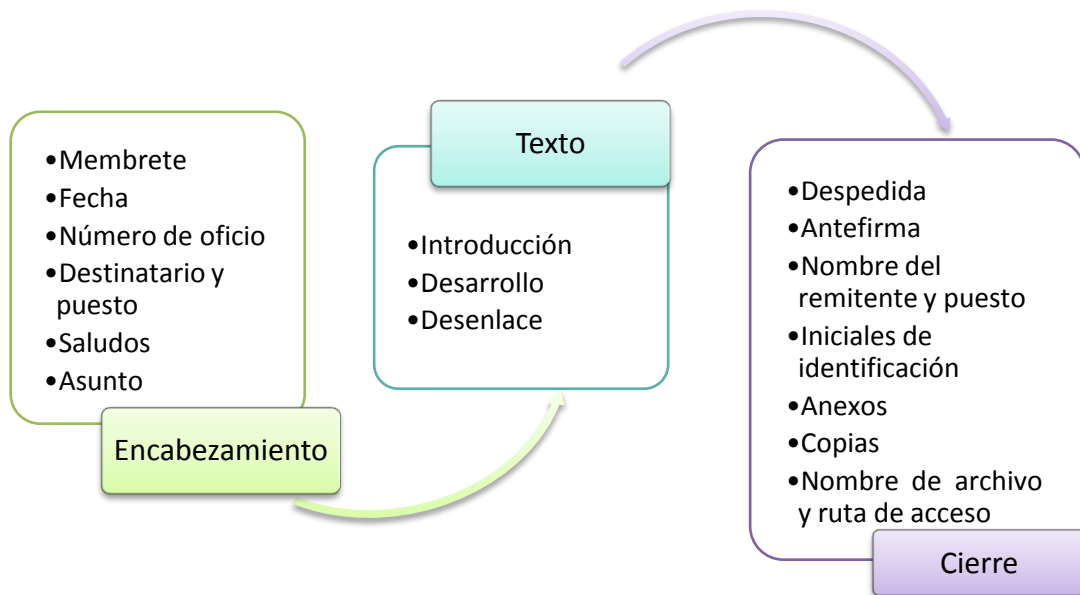 •Membrete
•Fecha
•Número de oficio
•Destinatario y
puesto
•Saludos
•Asunto
Encabezamiento
Texto
•Introducción
•Desarrollo
•Desenlace
•Despedida
•Antefirma
•Nombre del
remitente y puesto
•Iniciales de
identificación
•Anexos
•Copias
•Nombre de archivo
y ruta de acceso
Cierre